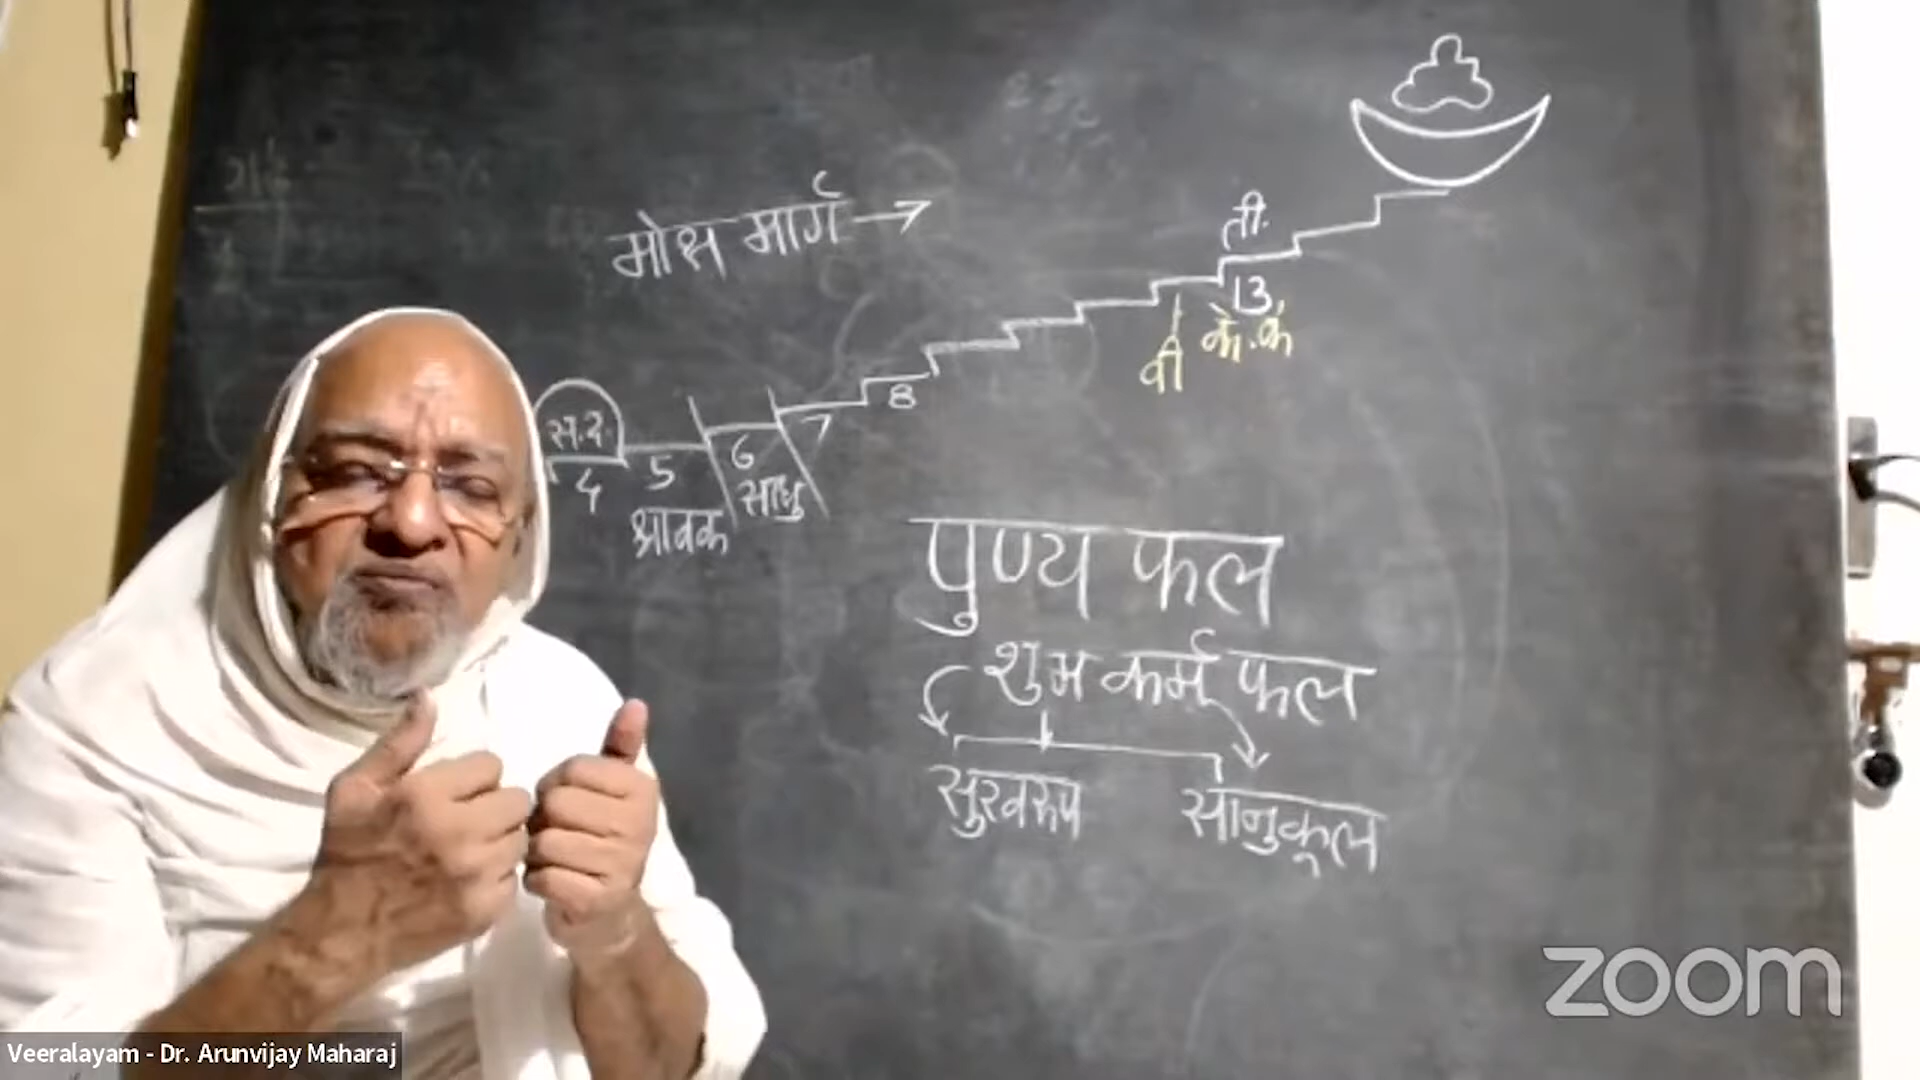 मोक्ष मार्ग →
ती.
13
वी के.क
8
स.द.
4 5 6 7
श्रावक साधु
पुण्य फल
शुभ कर्म फल
सुखरूप सानुकूल
zoom
Veeralayam - Dr. Arunvijay Maharaj